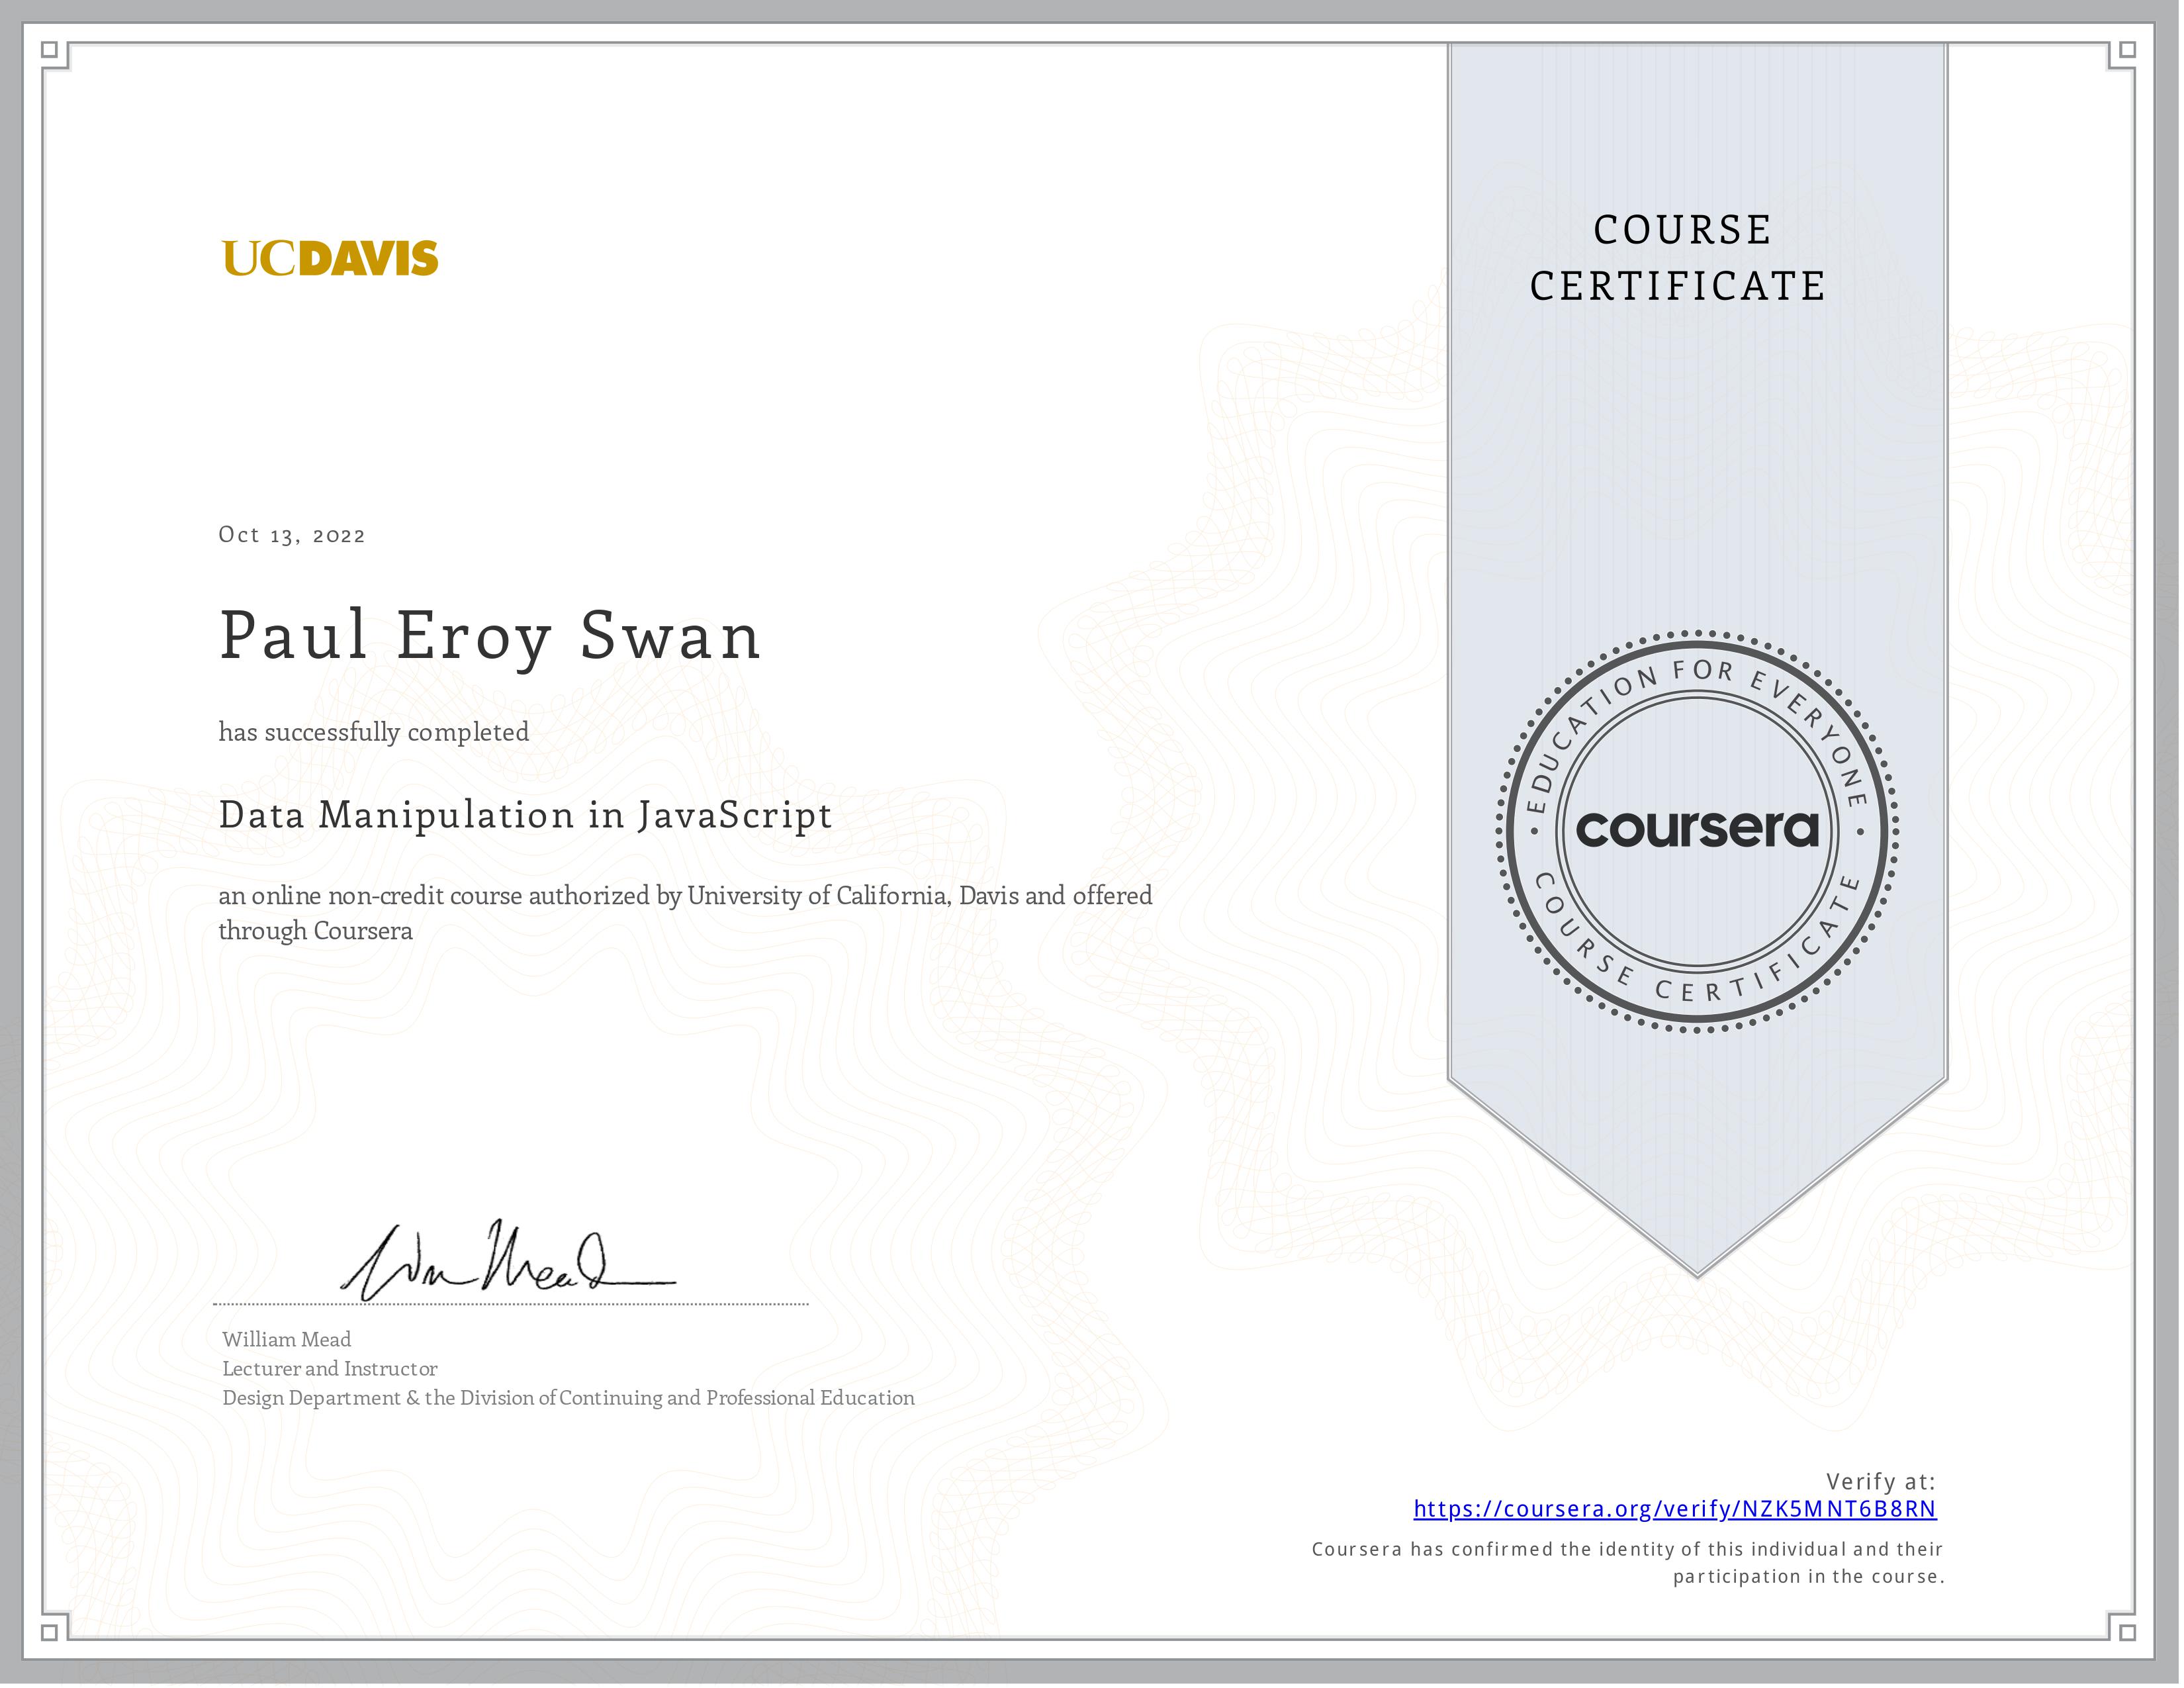 UCDAVIS
COURSE
CERTIFICATE
Oct 13, 2022
Paul Eroy Swan
has successfully completed
Data Manipulation in JavaScript
an online non-credit course authorized by University of California, Davis and offered
through Coursera
EDUCATION FOR EVERYONE
coursera
COURSE CERTIFICATE
William Mead
Lecturer and Instructor
Design Department & the Division of Continuing and Professional Education
Verify at:
https://coursera.org/verify/NZK5MNT6B8RN
Coursera has confirmed the identity of this individual and their
participation in the course.